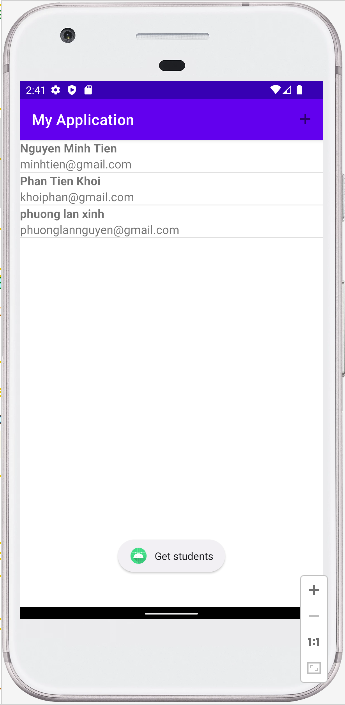 2:41
My Application
Nguyen Minh Tien
minhtien@gmail.com
Phan Tien Khoi
khoiphan@gmail.com
phuong lan xinh
phuonglannguyen@gmail.com
Get students
1:1